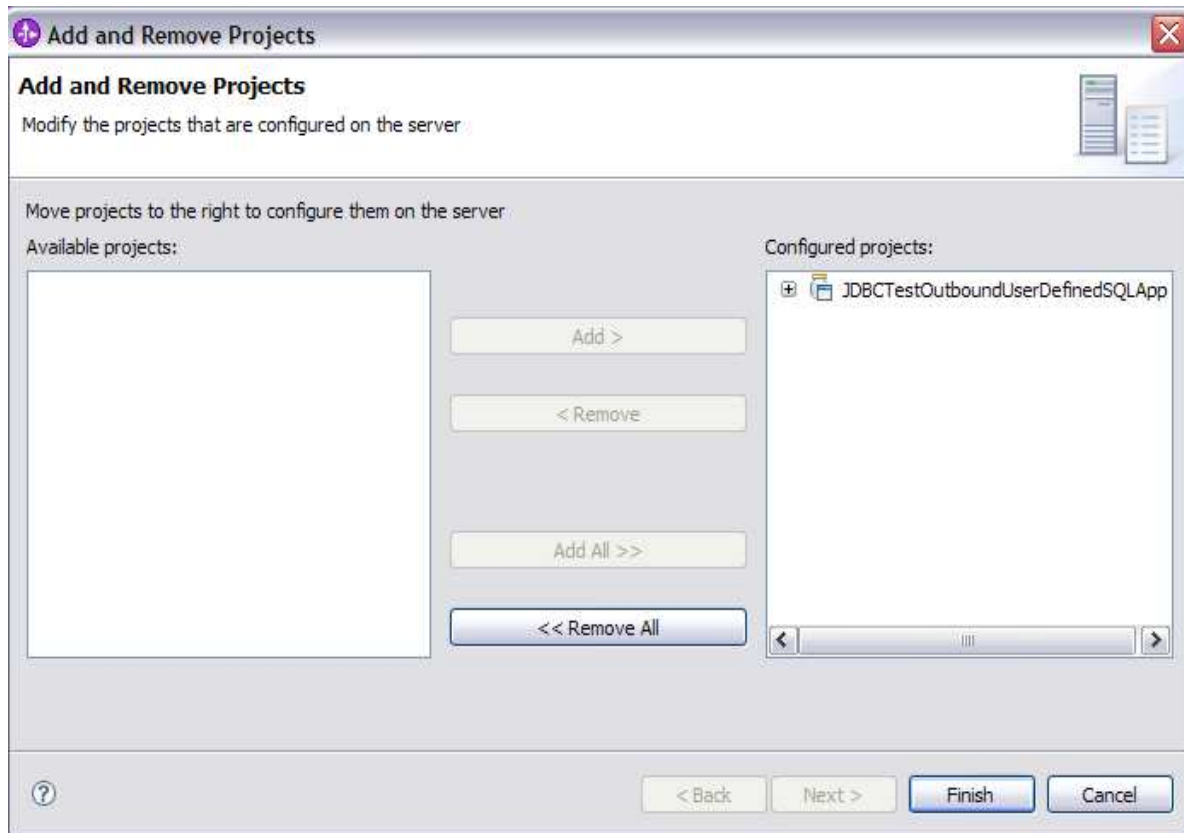 Add and Remove Projects
Add and Remove Projects
Modify the projects that are configured on the server
Move projects to the right to configure them on the server
Available projects:
Configured projects:
JDBCTestOutboundUserDefinedSQLApp
Add >
< Remove
Add All >>
<< Remove All
< Back
Next >
Finish
Cancel